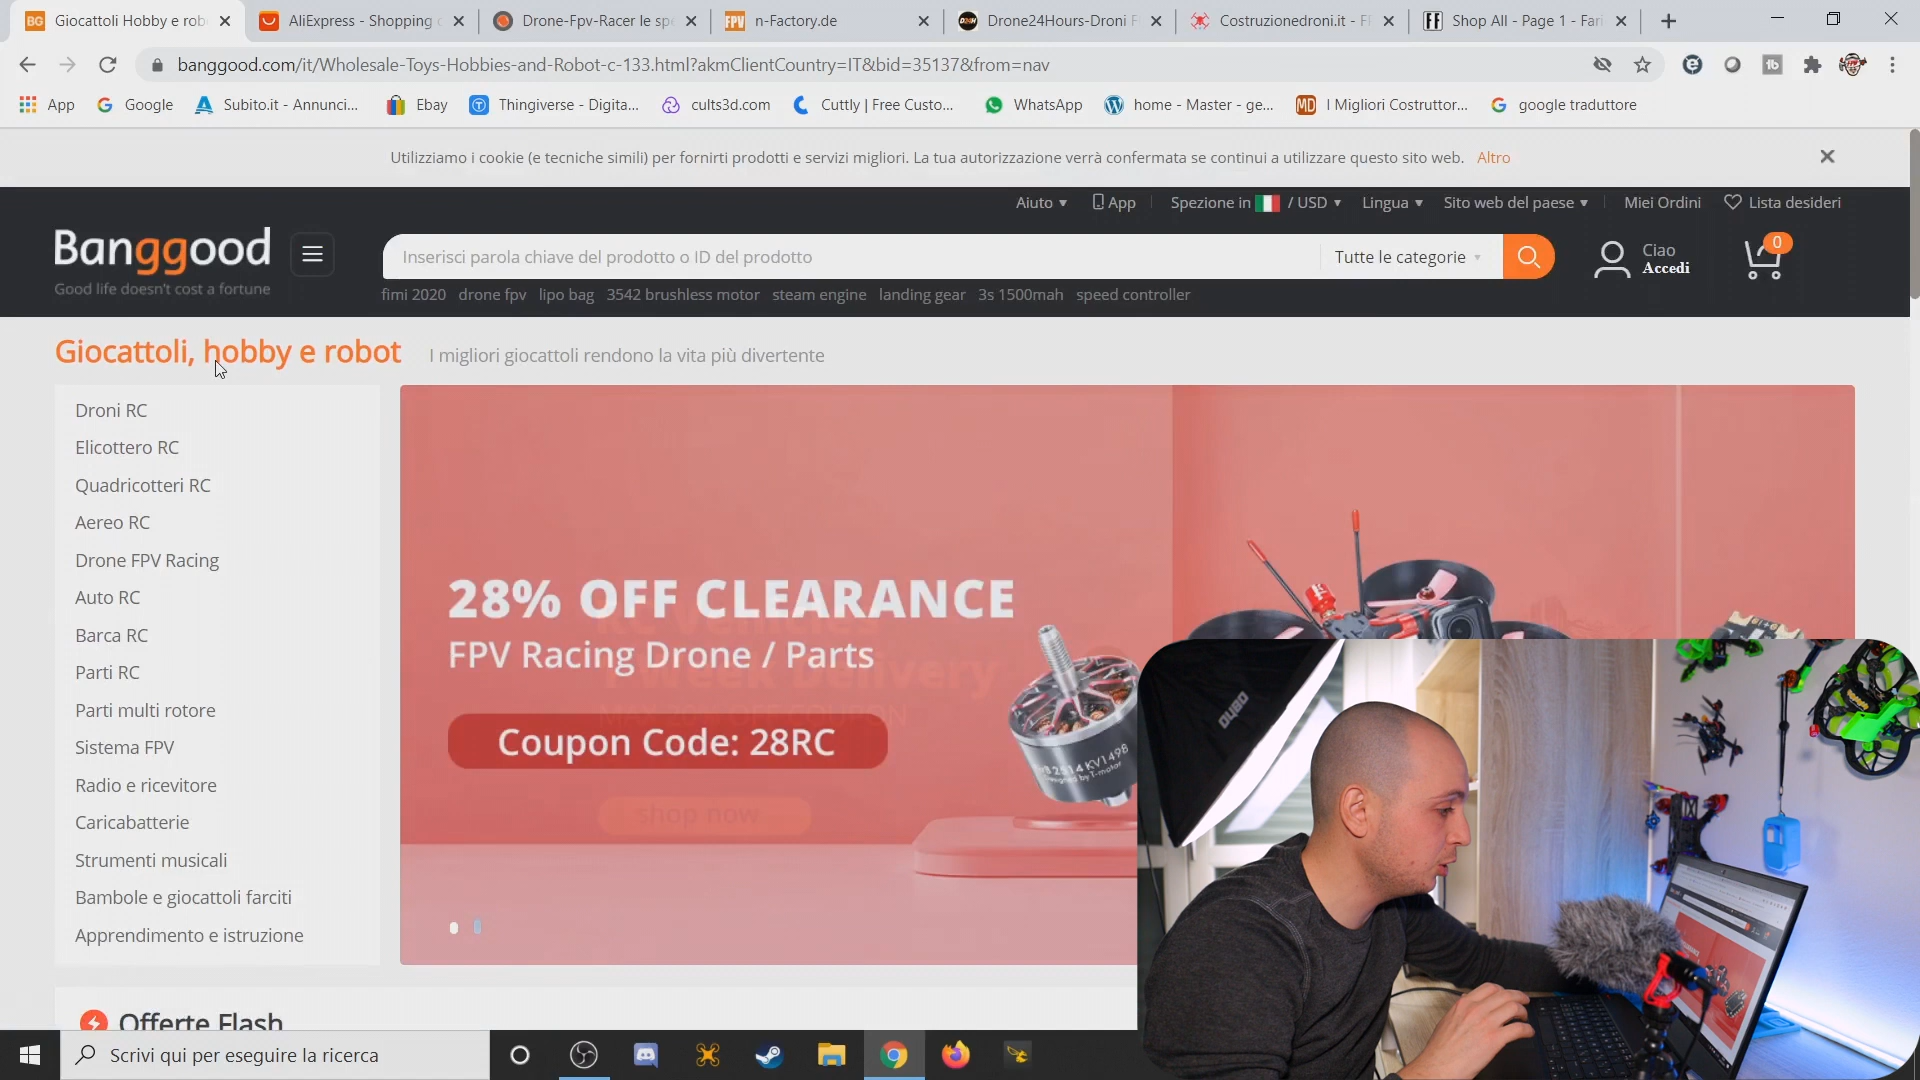 Giocattoli Hobby e rob
AliExpress - Shopping
Drone-Fpv-Racer le spe
n-Factory.de
Drone24Hours-Droni F
Costruzionedroni.it - F
Shop All - Page 1 - Fari
banggood.com/it/Wholesale-Toys-Hobbies-and-Robot-c-133.html?akmClientCountry=IT&bid=35137&from=nav
App
Google
Subito.it - Annunci...
Ebay
Thingiverse - Digita...
cults3d.com
Cuttly | Free Custo...
WhatsApp
home - Master - ge...
I Migliori Costruttor...
google traduttore
Utilizziamo i cookie (e tecniche simili) per fornirti prodotti e servizi migliori. La tua autorizzazione verrà confermata se continui a utilizzare questo sito web. Altro
Aiuto
App
Spezione in / USD
Lingua
Sito web del paese
Miei Ordini
Lista desideri
Banggood
Good life doesn't cost a fortune
Inserisci parola chiave del prodotto o ID del prodotto
Tutte le categorie
Ciao
Accedi
0
fimi 2020 drone fpv lipo bag 3542 brushless motor steam engine landing gear 3s 1500mah speed controller
Giocattoli, hobby e robot
I migliori giocattoli rendono la vita più divertente
Droni RC
Elicottero RC
Quadricotteri RC
Aereo RC
Drone FPV Racing
Auto RC
Barca RC
Parti RC
Parti multi rotore
Sistema FPV
Radio e ricevitore
Caricabatterie
Strumenti musicali
Bambole e giocattoli farciti
Apprendimento e istruzione
28% OFF CLEARANCE
FPV Racing Drone / Parts
Coupon Code: 28RC
shop now
Offerte Flash
Scrivi qui per eseguire la ricerca